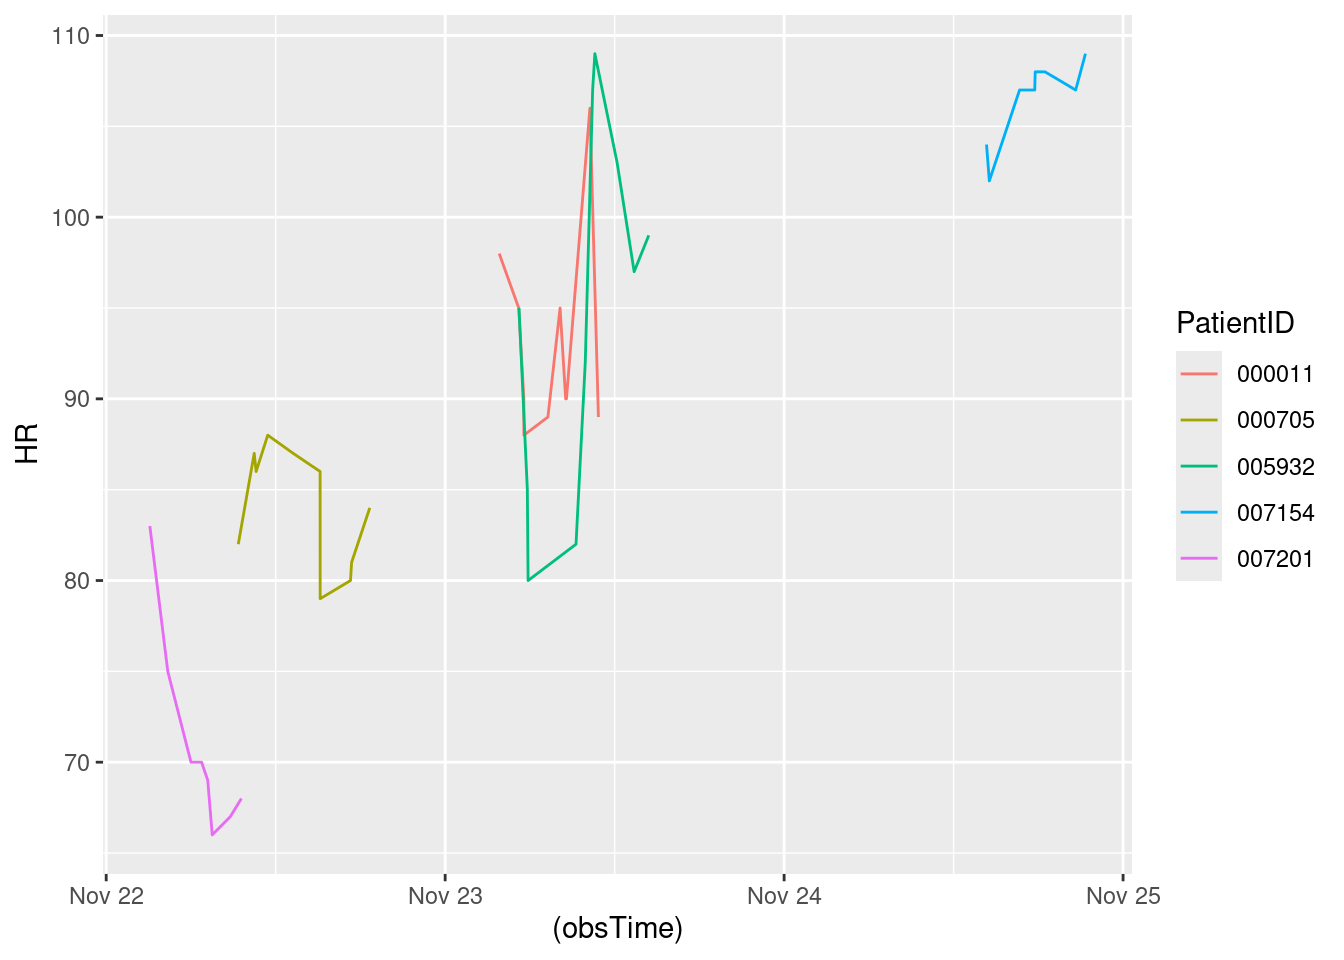 110
100
90
80
70
HR
Nov 22
Nov 23
Nov 24
Nov 25
(obsTime)
PatientID
000011
000705
005932
007154
007201